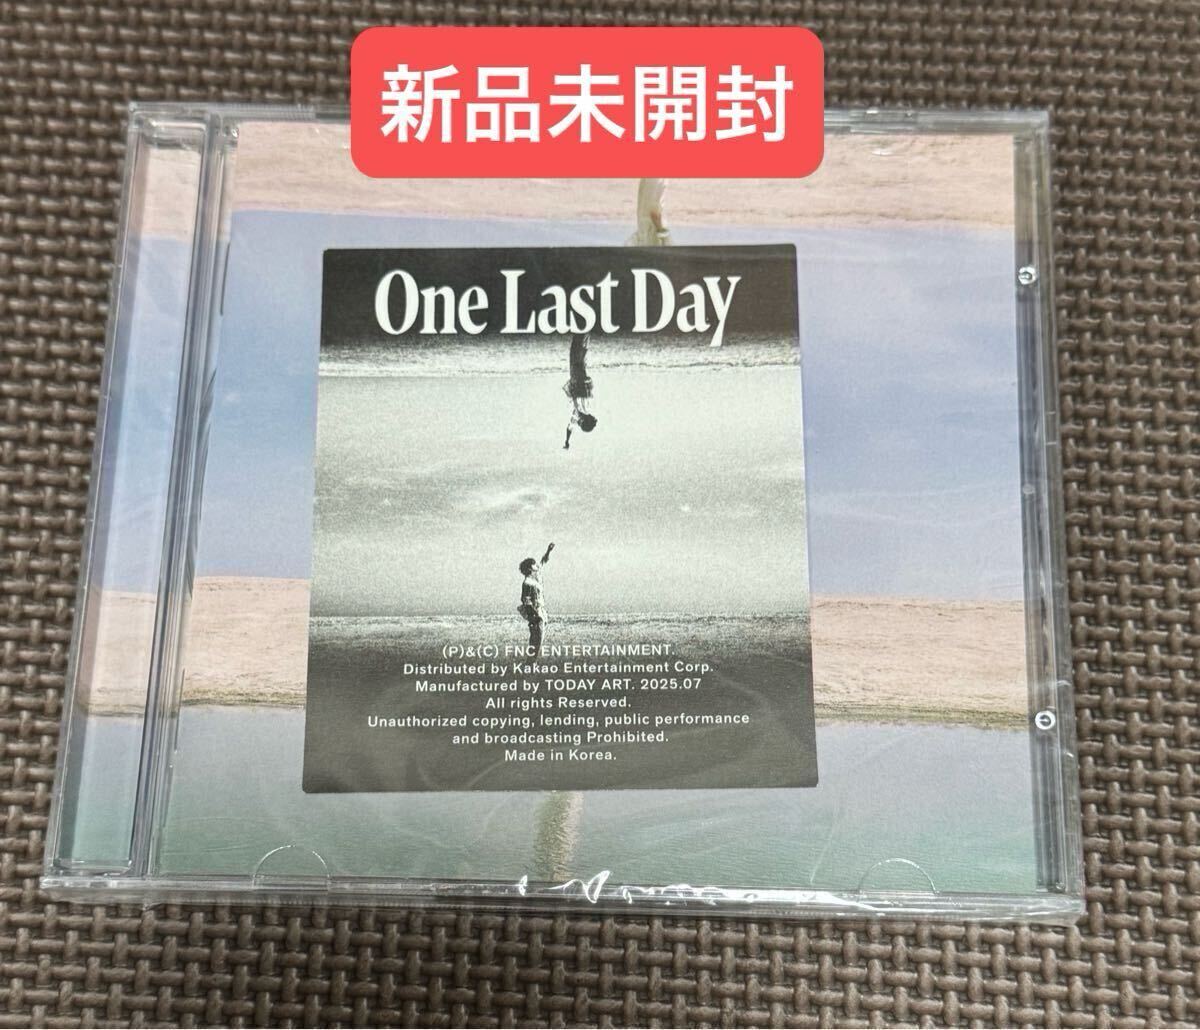 新品未開封
One Last Day
(P)&(C) FNC ENTERTAINMENT.
Distributed by Kakao Entertainment Corp.
Manufactured by TODAY ART. 2025.07
All rights Reserved.
Unauthorized copying, lending, public performance
and broadcasting Prohibited.
Made in Korea.